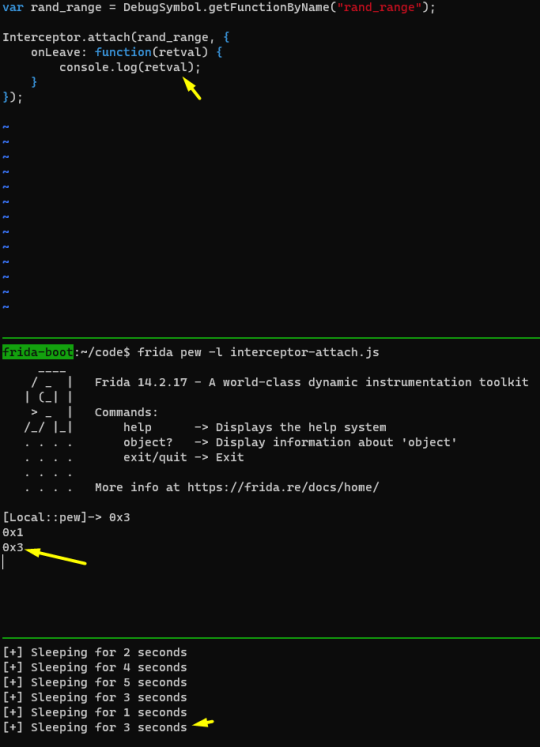 var rand_range = DebugSymbol.getFunctionByName("rand_range");
Interceptor.attach(rand_range, {
    onLeave: function(retval) {
        console.log(retval);
    }
});
~
~
~
~
~
~
~
~
~
~
~
~
~
frida-boot:~/code$ frida pew -l interceptor-attach.js
     ____
    / _  |   Frida 14.2.17 - A world-class dynamic instrumentation toolkit
   | (_| |
    > _  |   Commands:
   /_/ |_|       help      -> Displays the help system
   . . . .       object?   -> Display information about 'object'
   . . . .       exit/quit -> Exit
   . . . .
   . . . .   More info at https://frida.re/docs/home/
[Local::pew]-> 0x3
0x1
0x3
[+] Sleeping for 2 seconds
[+] Sleeping for 4 seconds
[+] Sleeping for 5 seconds
[+] Sleeping for 3 seconds
[+] Sleeping for 1 seconds
[+] Sleeping for 3 seconds